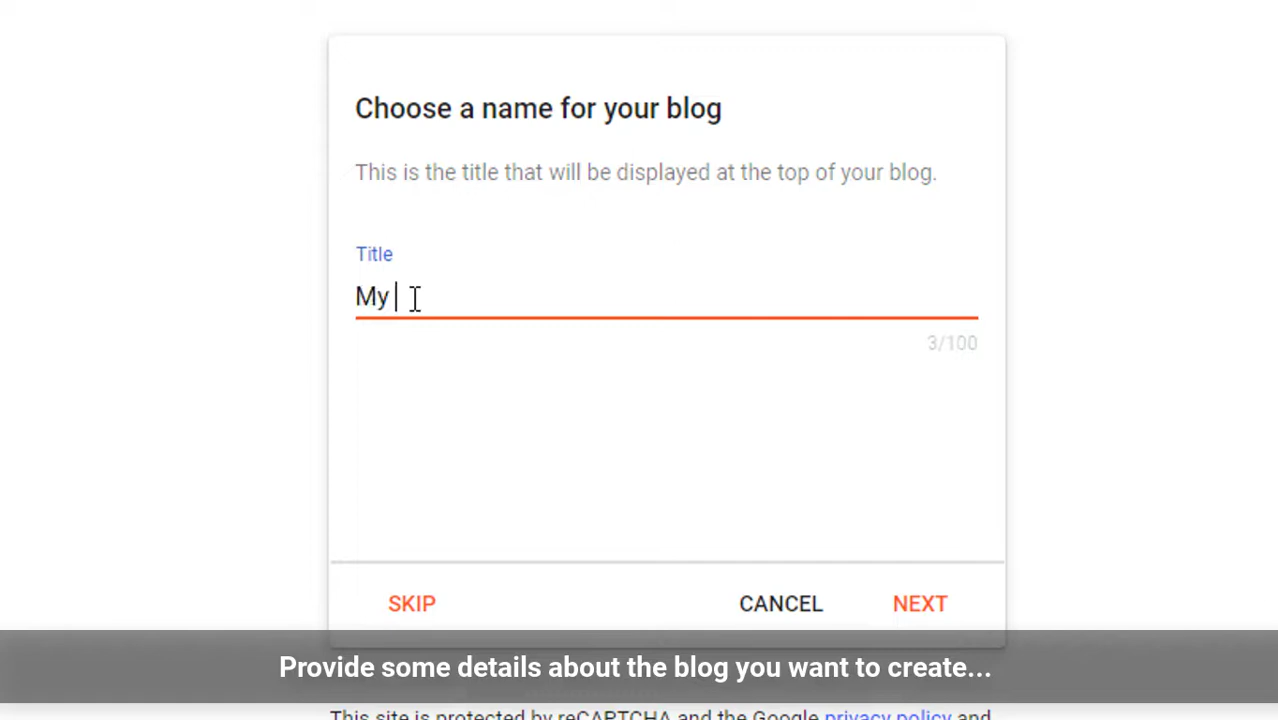 Choose a name for your blog
This is the title that will be displayed at the top of your blog.
Title
My
3/100
SKIP CANCEL NEXT
Provide some details about the blog you want to create...
This site is protected by reCAPTCHA and the Google privacy policy and